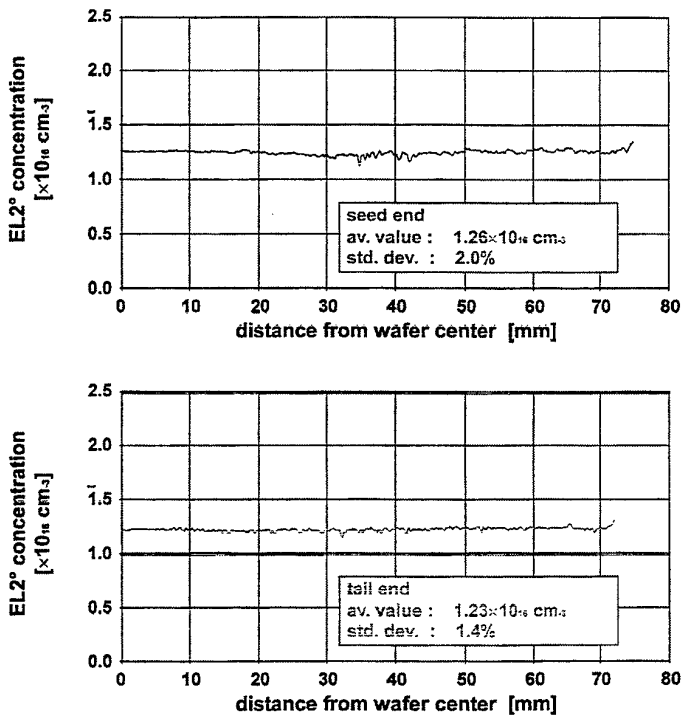 EL2° concentration
[×10₁₆ cm-₃]
2.5
2.0
1.5
1.0
0.5
0.0
seed end
av. value : 1.26×10₁₆ cm-₃
std. dev. : 2.0%
0 10 20 30 40 50 60 70 80
distance from wafer center [mm]
EL2° concentration
[×10₁₆ cm-₃]
2.5
2.0
1.5
1.0
0.5
0.0
tail end
av. value : 1.23×10₁₆ cm-₃
std. dev. : 1.4%
0 10 20 30 40 50 60 70 80
distance from wafer center [mm]